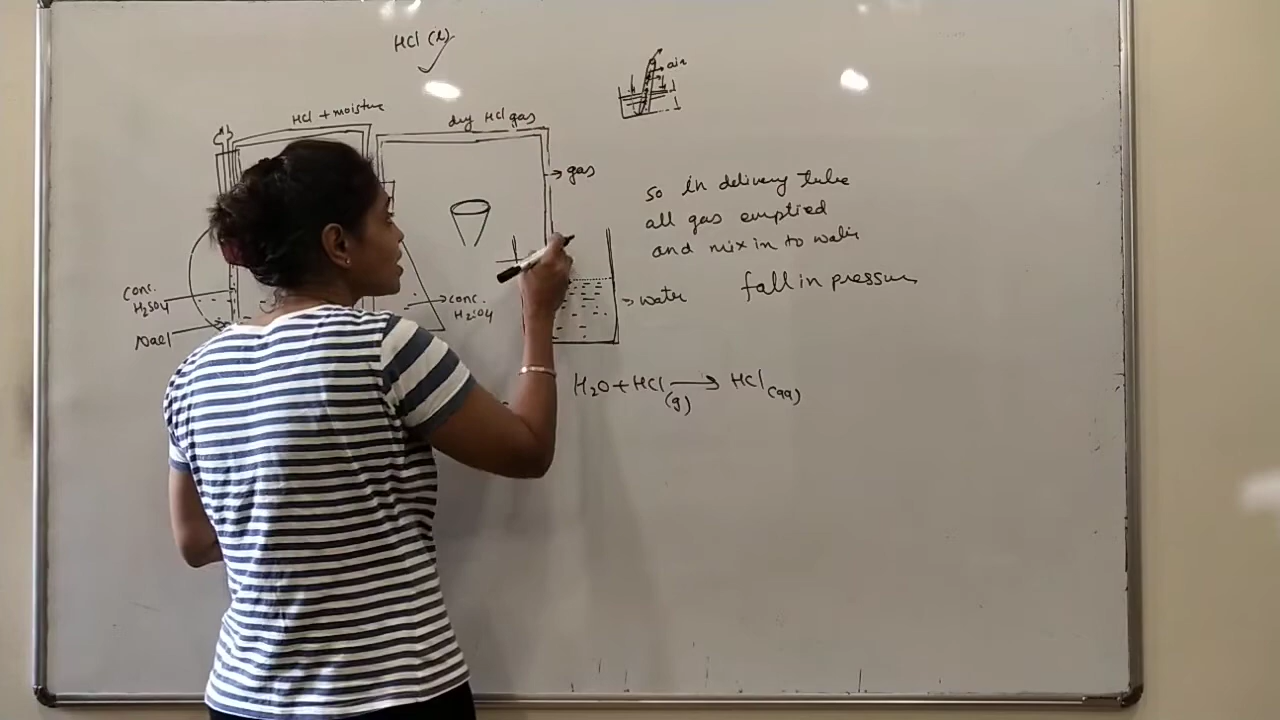 HCl (l)
air
HCl + moisture
dry HCl gas
gas
so in delivery tube
all gas emptied
and mix in to water
fall in pressure
conc.
H₂SO₄
NaCl
conc.
H₂SO₄
water
H₂O + HCl (g) → HCl (aq)